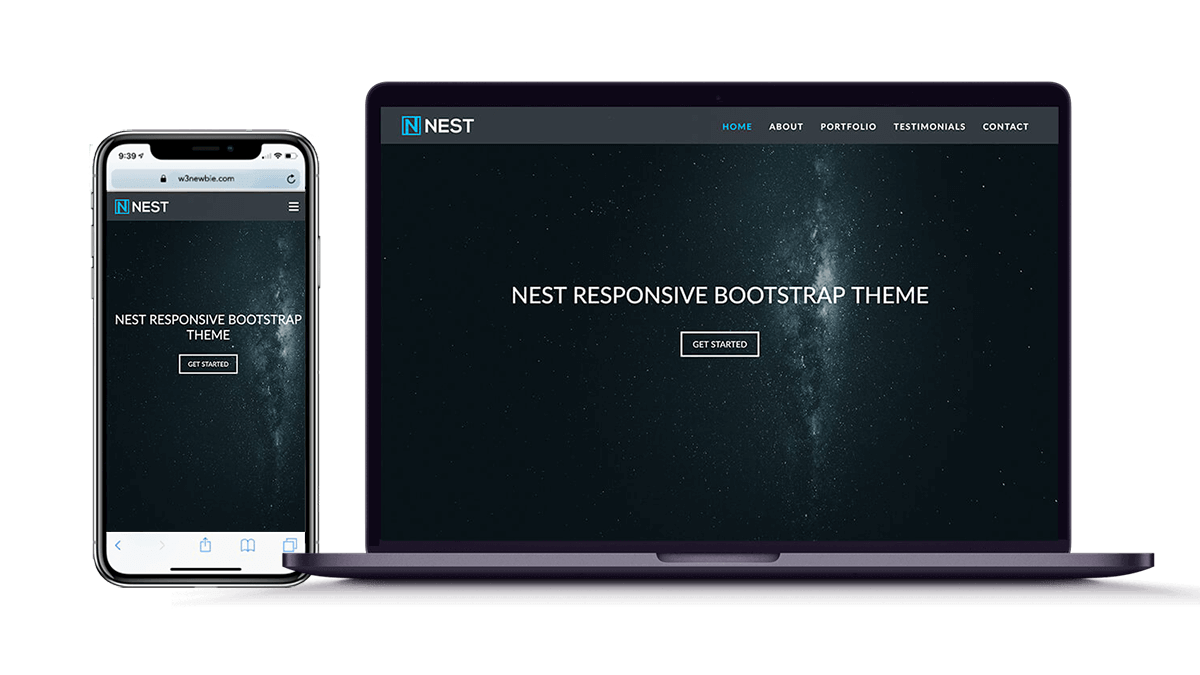 9:39
w3newbie.com
NEST
NEST RESPONSIVE BOOTSTRAP
THEME
GET STARTED
NEST
HOME ABOUT PORTFOLIO TESTIMONIALS CONTACT
NEST RESPONSIVE BOOTSTRAP THEME
GET STARTED